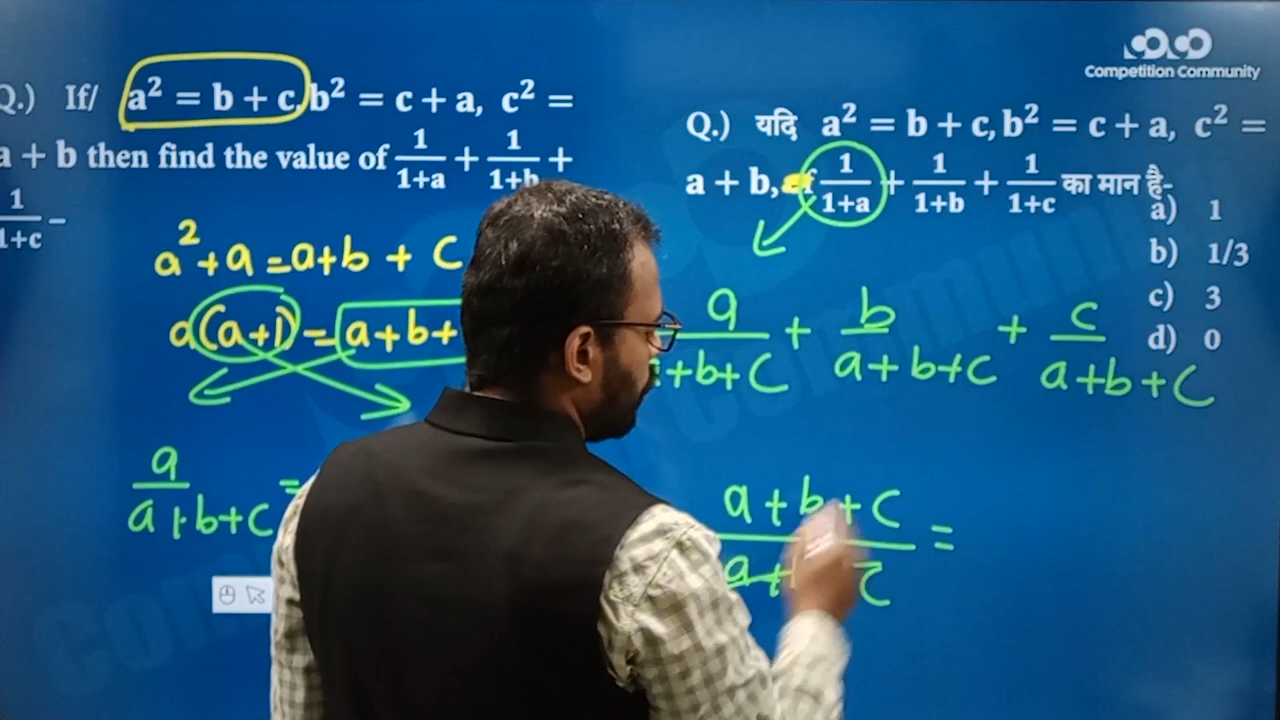 Competition Community
Q.) If/ a² = b + c, b² = c + a, c² =
a + b then find the value of 1/1+a + 1/1+b +
1/1+c -
Q.) यदि a² = b + c, b² = c + a, c² =
a + b, 1/1+a + 1/1+b + 1/1+c का मान है-
a) 1
b) 1/3
c) 3
d) 0
a² + a = a + b + c
a(a+1) = a+b+
a/a+b+c =
a/a+b+c + b/a+b+c + c/a+b+c
a+b+c/a+ c =